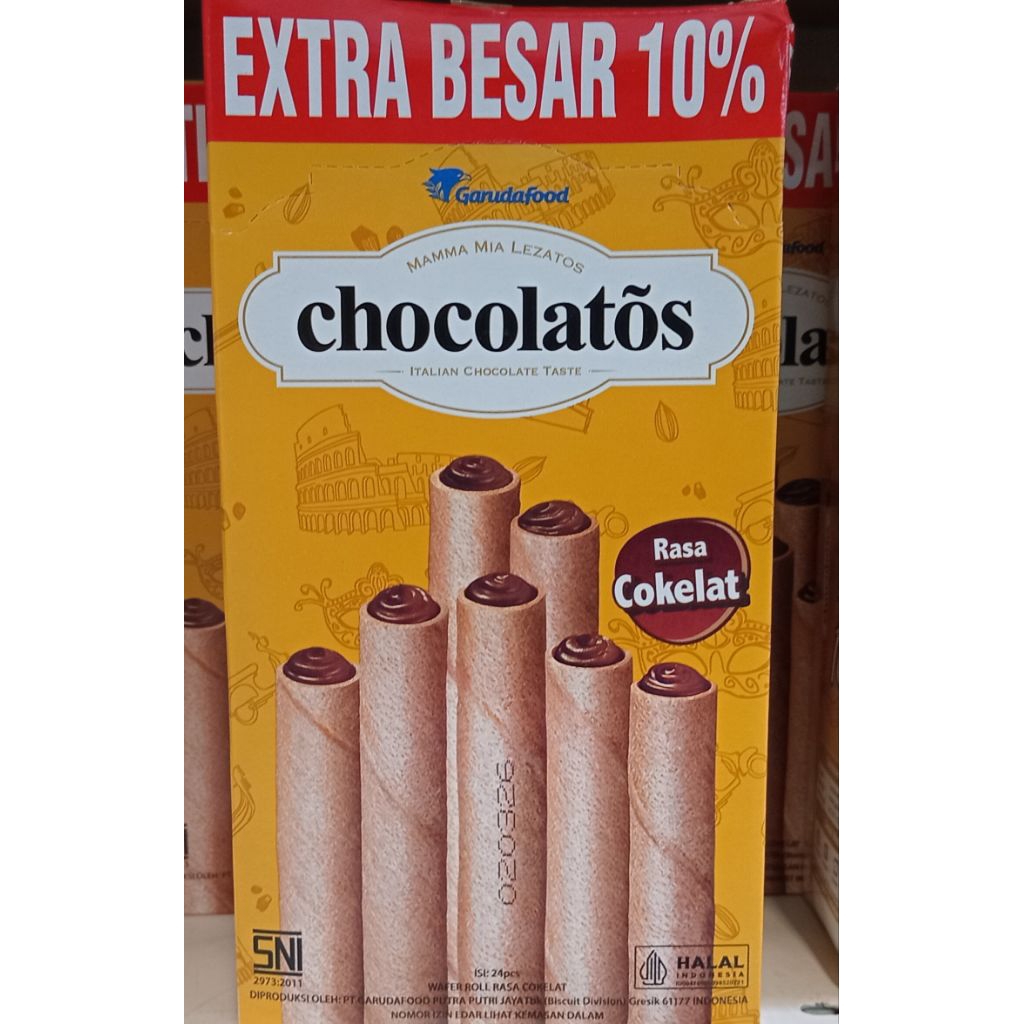 EXTRA BESAR 10%
Garudafood
MAMMA MIA LEZATOS
chocolatõs
ITALIAN CHOCOLATE TASTE
Rasa
Cokelat
020326
SNI
2973:2011
HALAL
INDONESIA
ISI: 24pcs
WAFER ROLL RASA COKELAT
DIPRODUKSI OLEH: PT GARUDAFOOD PUTRA PUTRI JAYA Tbk (Biscuit Division) Gresik 61177 INDONESIA
NOMOR IZIN EDAR LIHAT KEMASAN DALAM